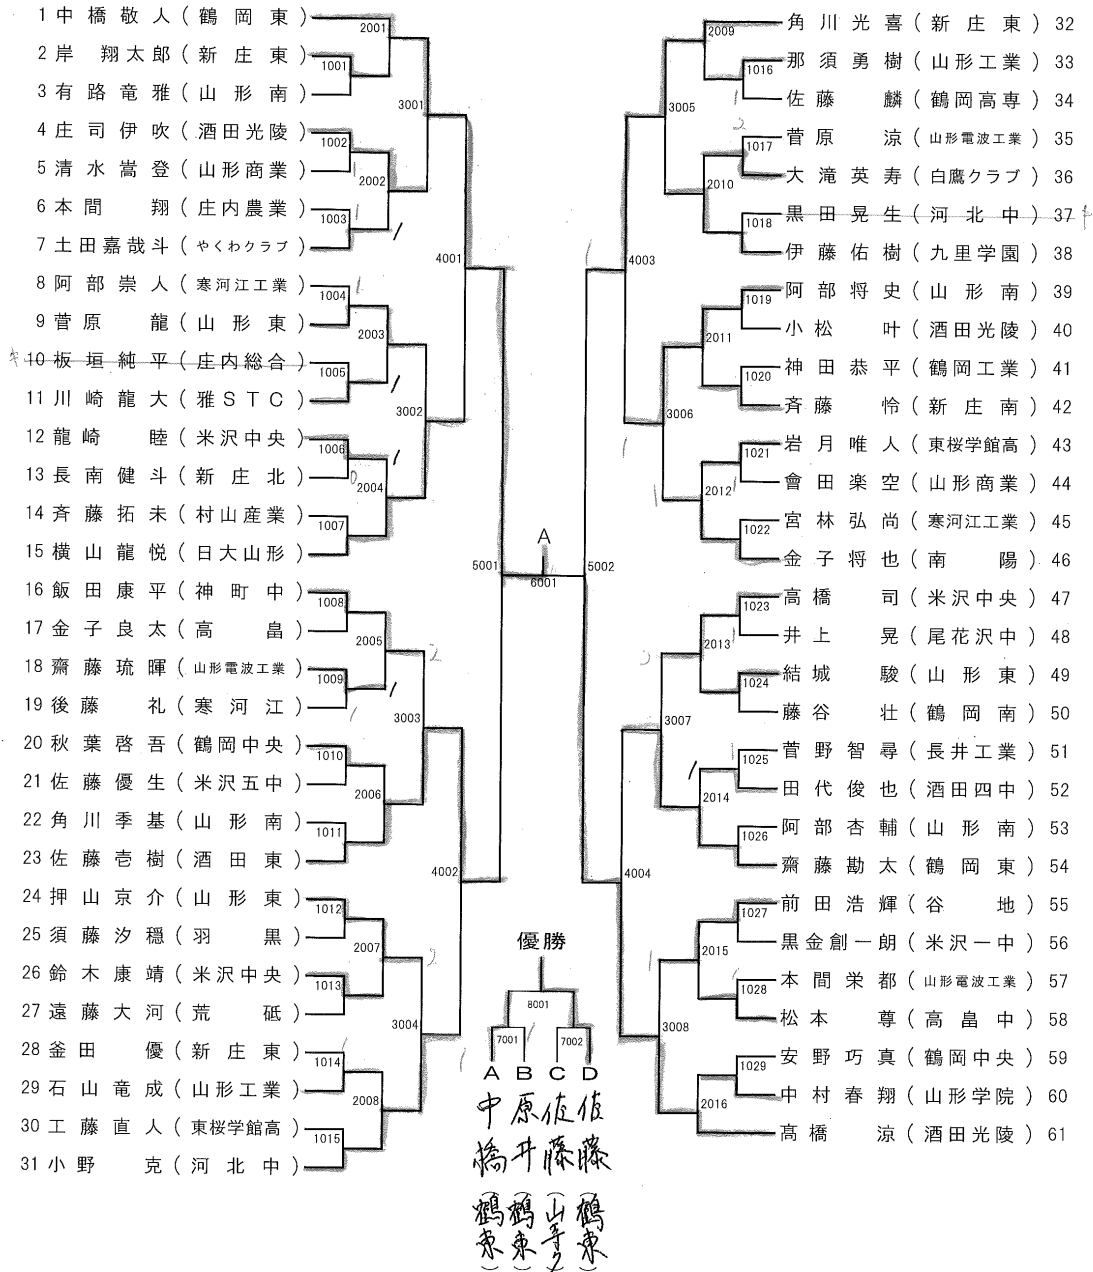 1 中橋敬人(鶴岡東)
2 岸翔太郎(新庄東)
3 有路竜雅(山形南)
4 庄司伊吹(酒田光陵)
5 清水嵩登(山形商業)
6 本間翔(庄内農業)
7 土田嘉哉斗(やくわクラブ)
8 阿部崇人(寒河江工業)
9 菅原龍(山形東)
10 板垣純平(庄内総合)
11 川崎龍大(雅STC)
12 龍崎睦(米沢中央)
13 長南健斗(新庄北)
14 斉藤拓未(村山産業)
15 横山龍悦(日大山形)
16 飯田康平(神町中)
17 金子良太(高畠)
18 齋藤琉暉(山形電波工業)
19 後藤礼(寒河江)
20 秋葉啓吾(鶴岡中央)
21 佐藤優生(米沢五中)
22 角川季基(山形南)
23 佐藤壱樹(酒田東)
24 押山京介(山形東)
25 須藤汐穏(羽黒)
26 鈴木康靖(米沢中央)
27 遠藤大河(荒砥)
28 釜田優(新庄東)
29 石山竜成(山形工業)
30 工藤直人(東桜学館高)
31 小野克(河北中)
1001
1002
1003
1004
1005
1006
1007
1008
1009
1010
1011
1012
1013
1014
1015
2001
2002
2003
2004
2005
2006
2007
2008
3001
3002
3003
3004
4001
4002
5001
A
6001
5002
4003
4004
3005
3006
3007
3008
2009
2010
2011
2012
2013
2014
2015
2016
1016
1017
1018
1019
1020
1021
1022
1023
1024
1025
1026
1027
1028
1029
角川光喜(新庄東) 32
那須勇樹(山形工業) 33
佐藤麟(鶴岡高専) 34
菅原涼(山形電波工業) 35
大滝英寿(白鷹クラブ) 36
黒田晃生(河北中) 37
伊藤佑樹(九里学園) 38
阿部将史(山形南) 39
小松叶(酒田光陵) 40
神田恭平(鶴岡工業) 41
斉藤怜(新庄南) 42
岩月唯人(東桜学館高) 43
會田楽空(山形商業) 44
宮林弘尚(寒河江工業) 45
金子将也(南陽) 46
高橋司(米沢中央) 47
井上晃(尾花沢中) 48
結城駿(山形東) 49
藤谷壮(鶴岡南) 50
菅野智尋(長井工業) 51
田代俊也(酒田四中) 52
阿部杏輔(山形南) 53
齋藤勘太(鶴岡東) 54
前田浩輝(谷地) 55
黒金創一朗(米沢一中) 56
本間栄都(山形電波工業) 57
松本尊(高畠中) 58
安野巧真(鶴岡中央) 59
中村春翔(山形学院) 60
髙橋涼(酒田光陵) 61
優勝
8001
7001 7002
A B C D
中橋(鶴東)
原井(鶴東)
佐藤(山寺ク
佐藤(鶴東)